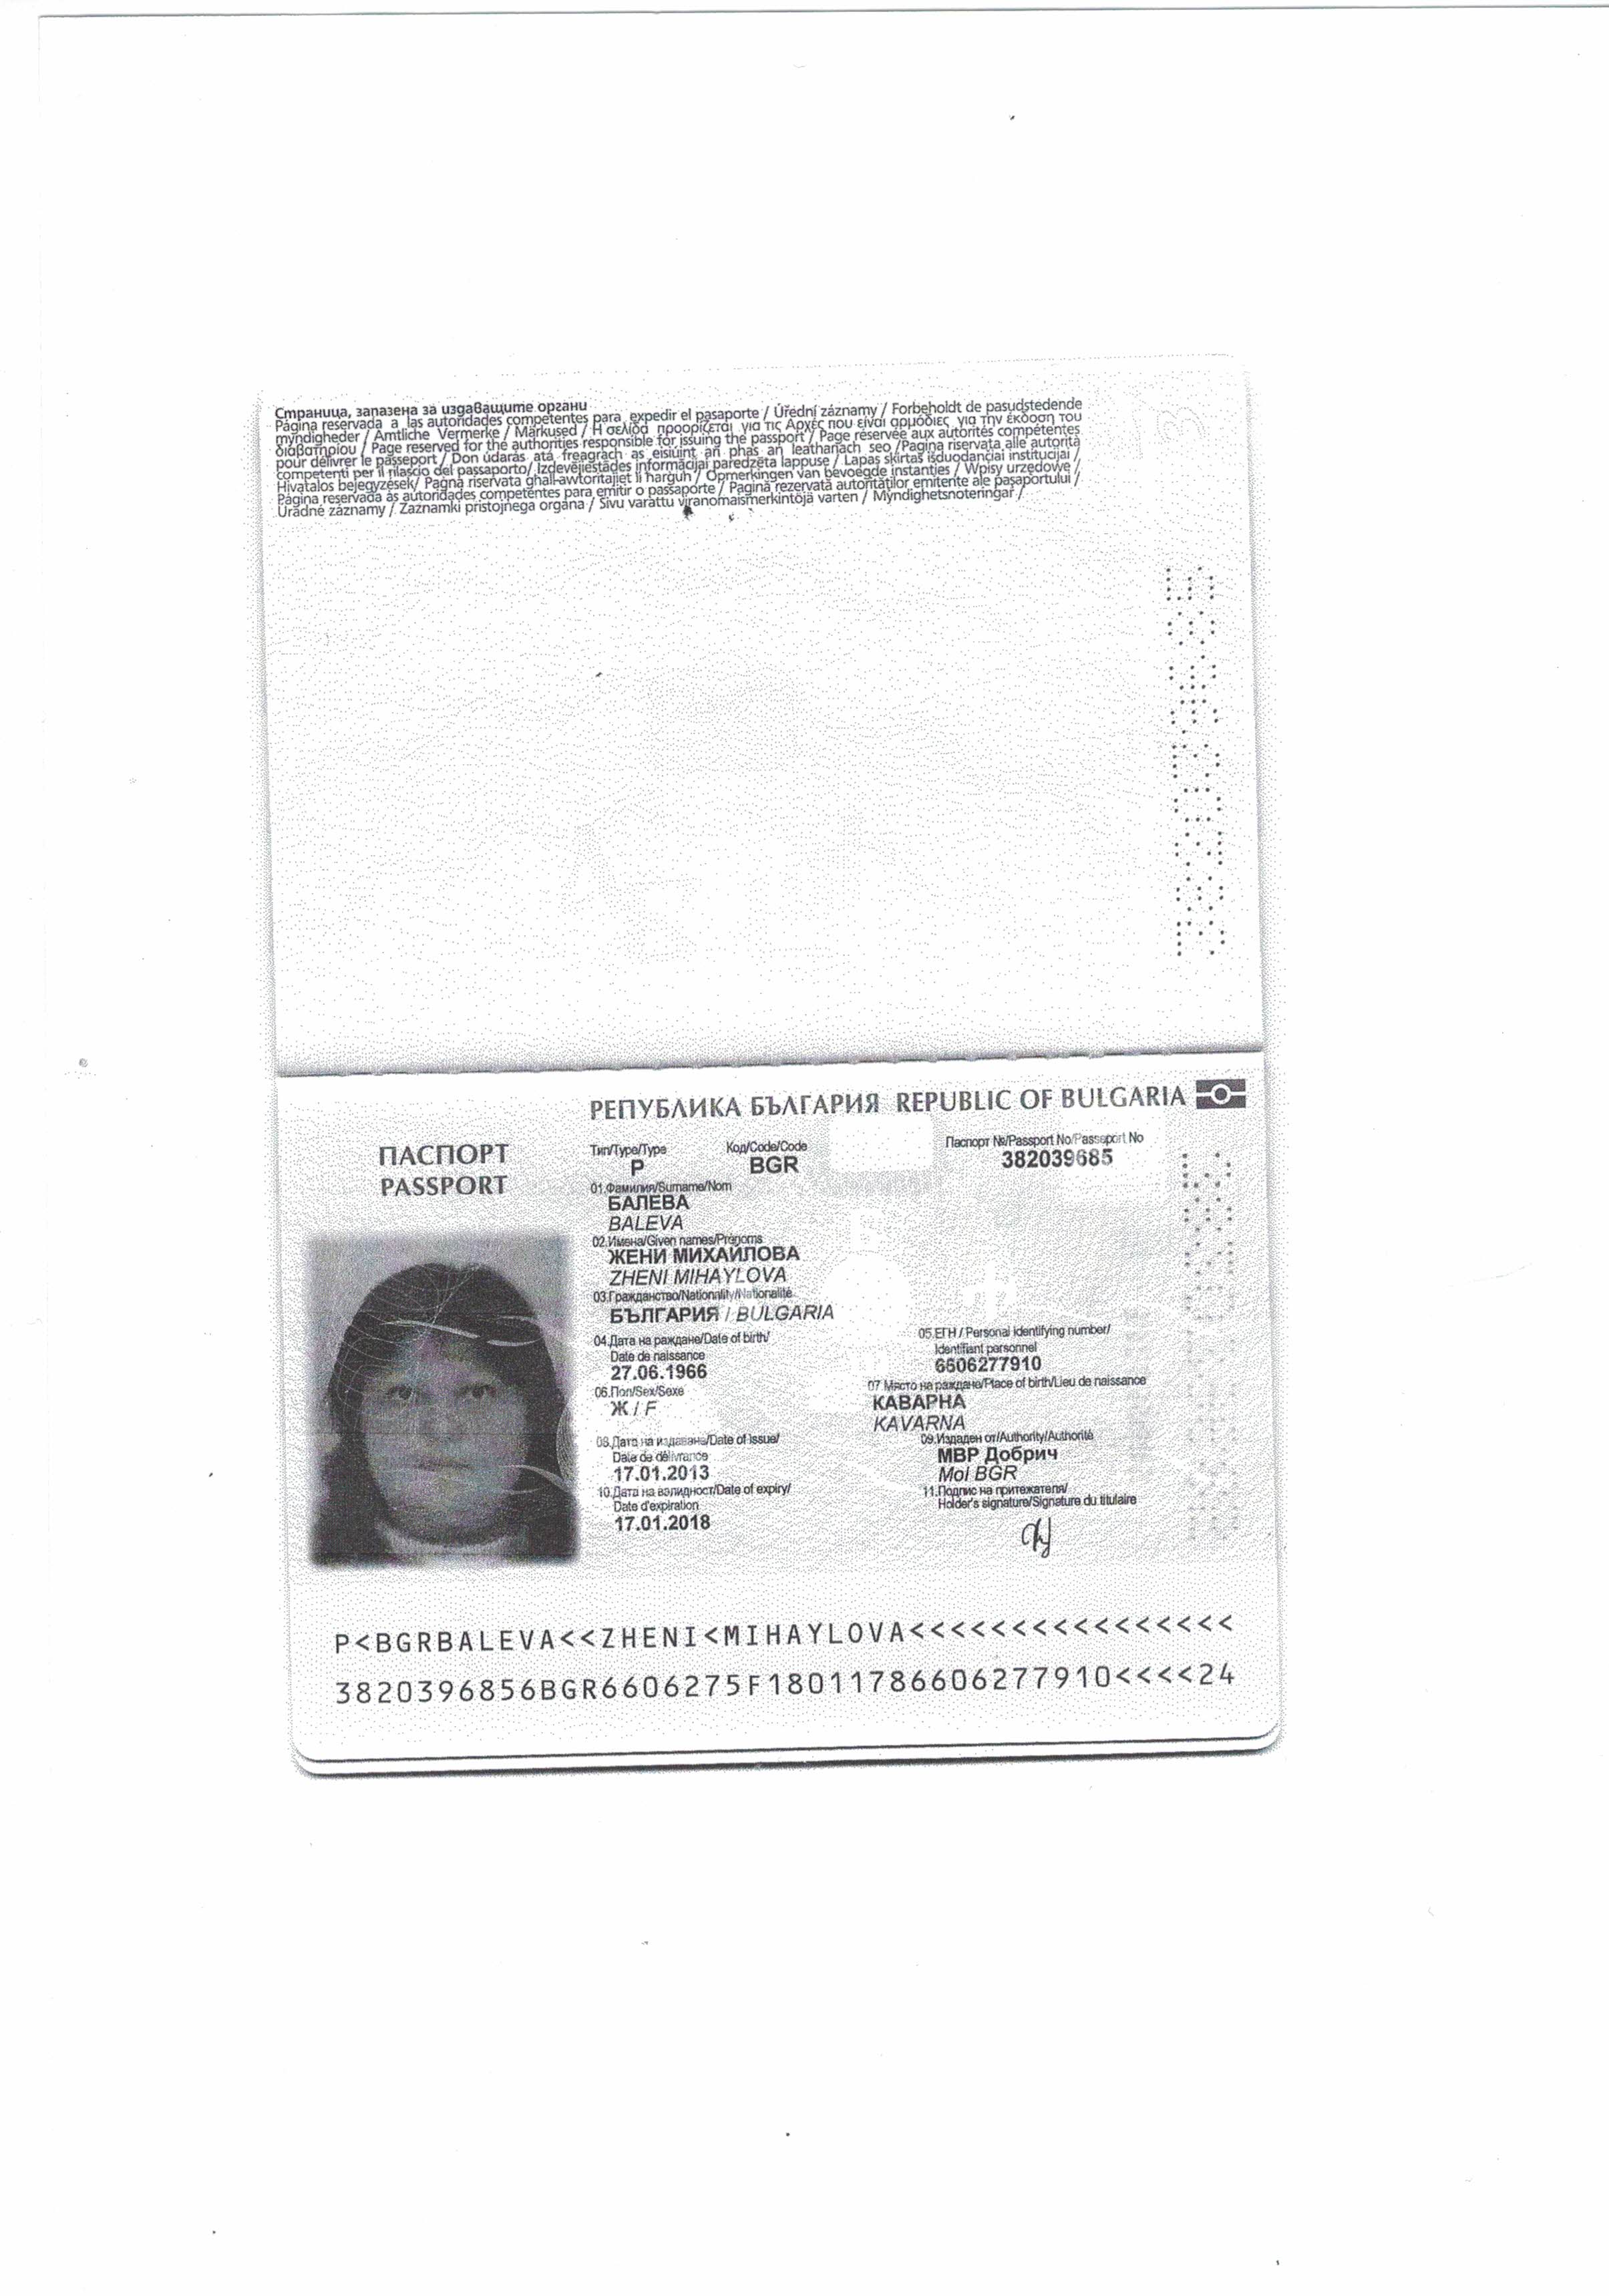 Страница, запазена за издаващите органи
Página reservada a las autoridades competentes para expedir el pasaporte / Úřední záznamy / Forbeholdt de pasudstedende
myndigheder / Amtliche Vermerke / Märkused / Η σελίδα προορίζεται για τις Αρχές που είναι αρμόδιες για την έκδοση του
διαβατηρίου / Page reserved for the authorities responsible for issuing the passport / Page réservée aux autorités compétentes
pour délivrer le passeport / Don údarás atá freagrach as eisiúint an phas an leathanach seo / Pagina riservata alle autorità
competenti per il rilascio del passaporto / Izdevējiestādes informācijai paredzēta lappuse / Lapas skirtas išduodančiai institucijai /
Hivatalos bejegyzések / Paġna riservata għall-awtoritajiet li ħarġuh / Opmerkingen van bevoegde instanties / Wpisy urzędowe /
Página reservada às autoridades competentes para emitir o passaporte / Pagină rezervată autorităților emitente ale pașaportului /
Úradné záznamy / Zaznamki pristojnega organa / Sivu varattu viranomaismerkintöjä varten / Myndighetsnoteringar /
РЕПУБЛИКА БЪЛГАРИЯ REPUBLIC OF BULGARIA
ПАСПОРТ
PASSPORT
Тип/Type/Type Код/Code/Code Паспорт №/Passport No/Passeport No
P BGR 382039685
01.Фамилия/Surname/Nom
БАЛЕВА
BALEVA
02.Имена/Given names/Prénoms
ЖЕНИ МИХАЙЛОВА
ZHENI MIHAYLOVA
03.Гражданство/Nationality/Nationalité
БЪЛГАРИЯ / BULGARIA
04.Дата на раждане/Date of birth/
Date de naissance
27.06.1966
05.ЕГН / Personal identifying number/
Identifiant personnel
6606277910
06.Пол/Sex/Sexe
Ж / F
07 Място на раждане/Place of birth/Lieu de naissance
КАВАРНА
KAVARNA
08.Дата на издаване/Date of issue/
Date de délivrance
17.01.2013
09.Издаден от/Authority/Authorité
МВР Добрич
MoI BGR
10.Дата на валидност/Date of expiry/
Date d'expiration
17.01.2018
11.Подпис на притежателя/
Holder's signature/Signature du titulaire
P<BGRBALEVA<<ZHENI<MIHAYLOVA<<<<<<<<<<<<<<<<
3820396856BGR6606275F18011786606277910<<<<24